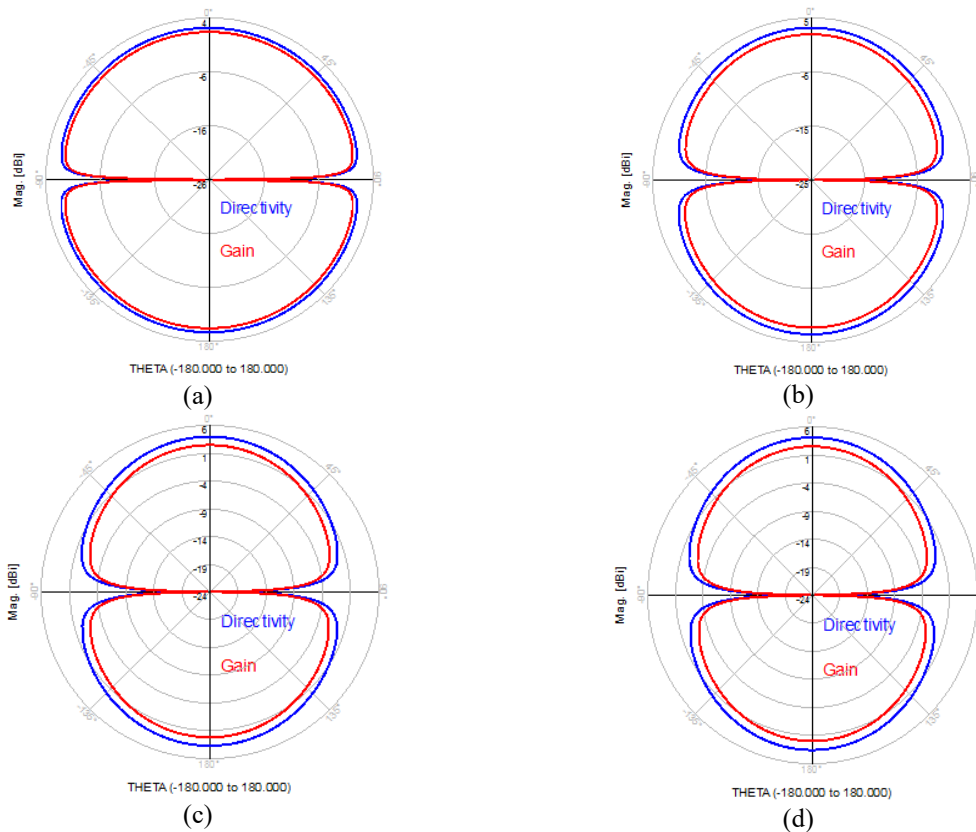 0°
4
-45°
45°
-6
-16
-90°
-26
90°
Mag. [dBi]
Directivity
Gain
-135°
135°
180°
THETA (-180.000 to 180.000)
(a)
0°
5
-45°
45°
-5
-15
-90°
-25
90°
Mag. [dBi]
Directivity
Gain
-135°
135°
180°
THETA (-180.000 to 180.000)
(b)
0°
6
1
-45°
45°
-4
-9
-14
-19
-90°
-24
90°
Mag. [dBi]
Directivity
Gain
-135°
135°
180°
THETA (-180.000 to 180.000)
(c)
0°
6
1
-45°
45°
-4
-9
-14
-19
-90°
-24
90°
Mag. [dBi]
Directivity
Gain
-135°
135°
180°
THETA (-180.000 to 180.000)
(d)